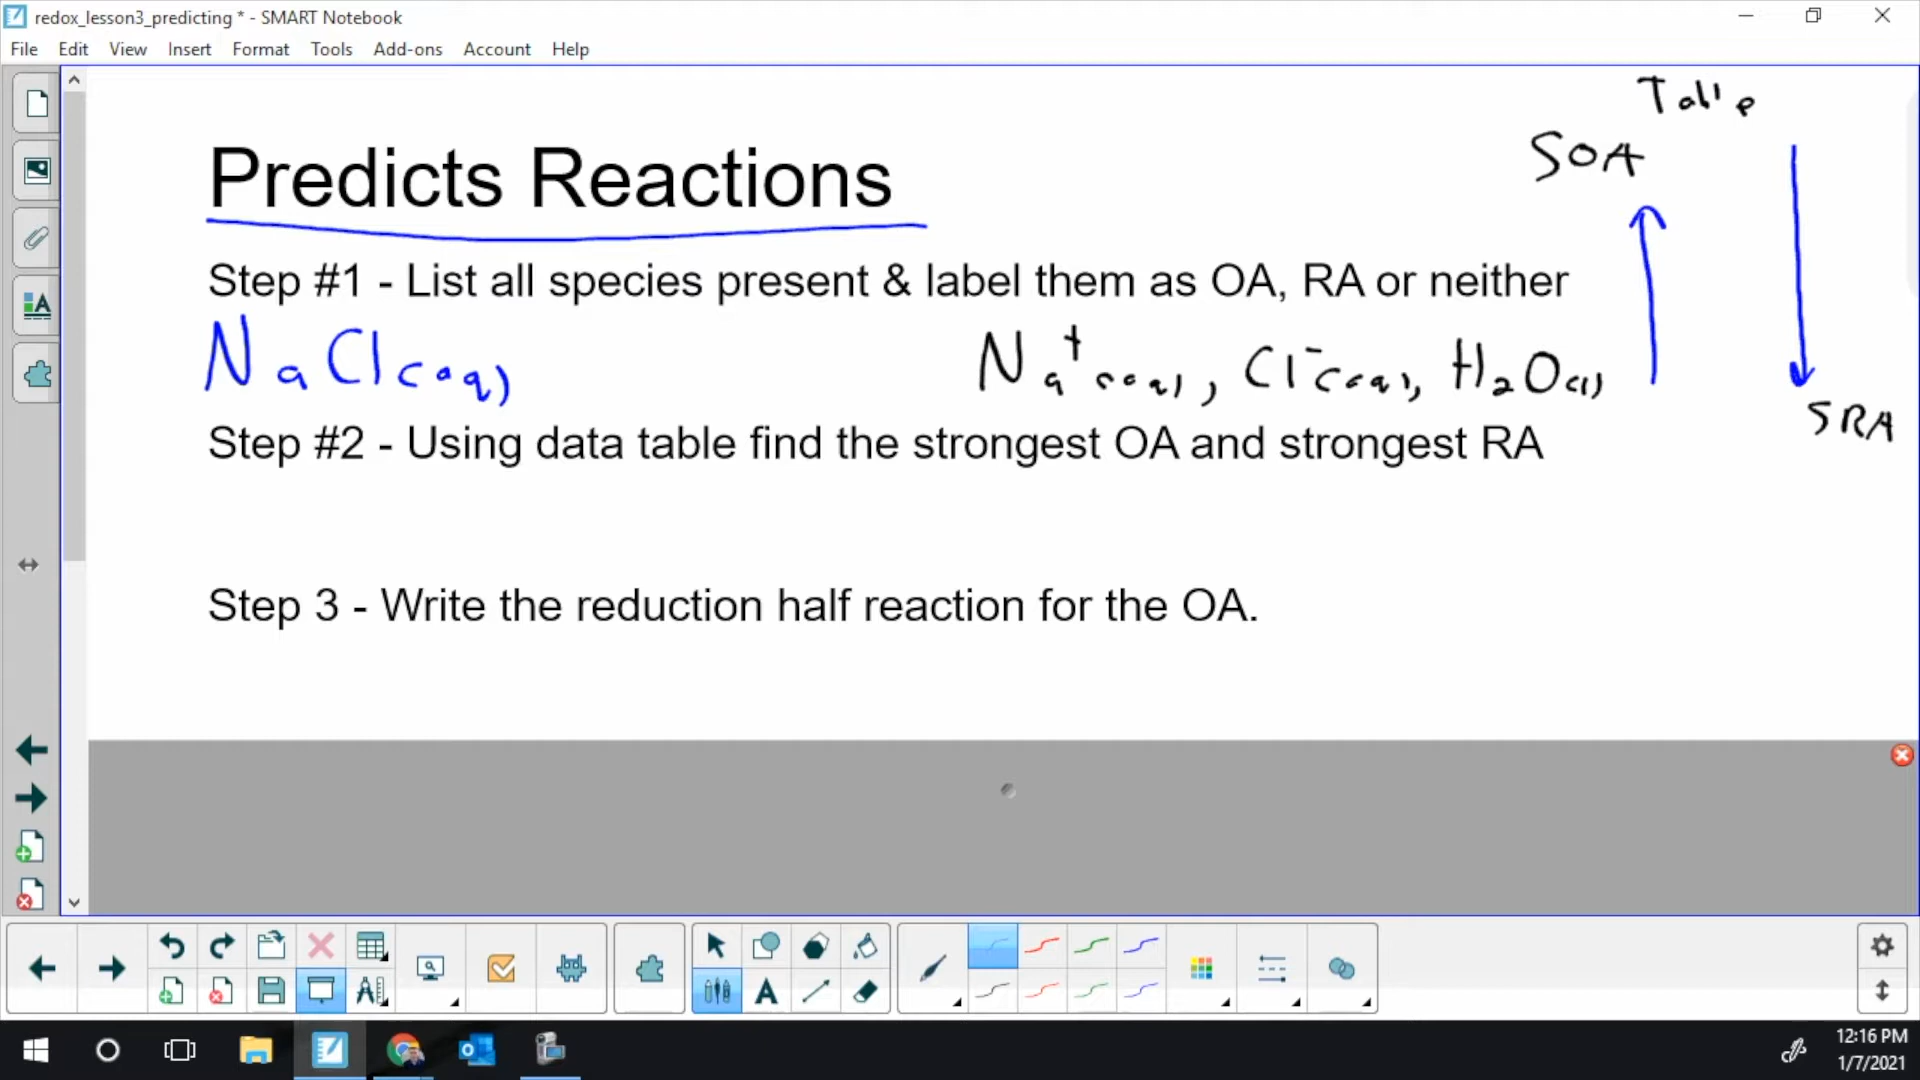 redox_lesson3_predicting * - SMART Notebook
File Edit View Insert Format Tools Add-ons Account Help
Table
SOA
Predicts Reactions
Step #1 - List all species present & label them as OA, RA or neither
NaCl(aq)
Na⁺(aq), Cl⁻(aq), H₂O(l)
SRA
Step #2 - Using data table find the strongest OA and strongest RA
Step 3 - Write the reduction half reaction for the OA.
12:16 PM
1/7/2021